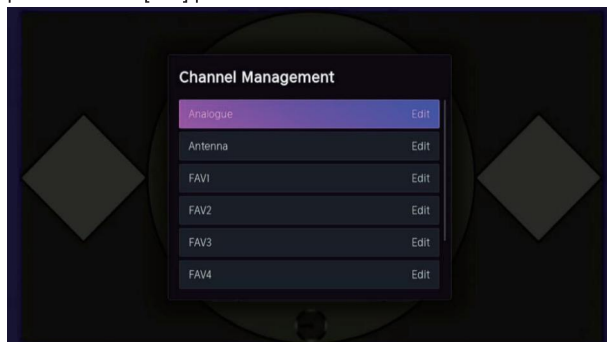 Channel Management
Analogue Edit
Antenna Edit
FAV1 Edit
FAV2 Edit
FAV3 Edit
FAV4 Edit